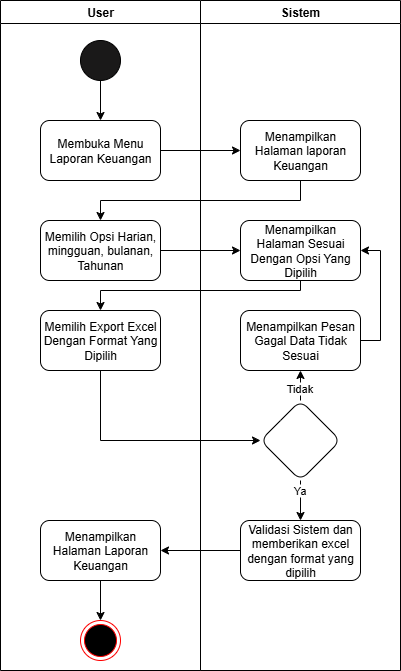 User
Sistem
Membuka Menu
Laporan Keuangan
Menampilkan
Halaman laporan
Keuangan
Memilih Opsi Harian,
mingguan, bulanan,
Tahunan
Menampilkan
Halaman Sesuai
Dengan Opsi Yang
Dipilih
Memilih Export Excel
Dengan Format Yang
Dipilih
Menampilkan Pesan
Gagal Data Tidak
Sesuai
Tidak
Ya
Validasi Sistem dan
memberikan excel
dengan format yang
dipilih
Menampilkan
Halaman Laporan
Keuangan